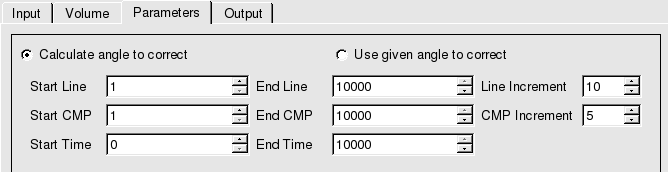 Input Volume Parameters Output
Calculate angle to correct Use given angle to correct
Start Line 1 End Line 10000 Line Increment 10
Start CMP 1 End CMP 10000 CMP Increment 5
Start Time 0 End Time 10000